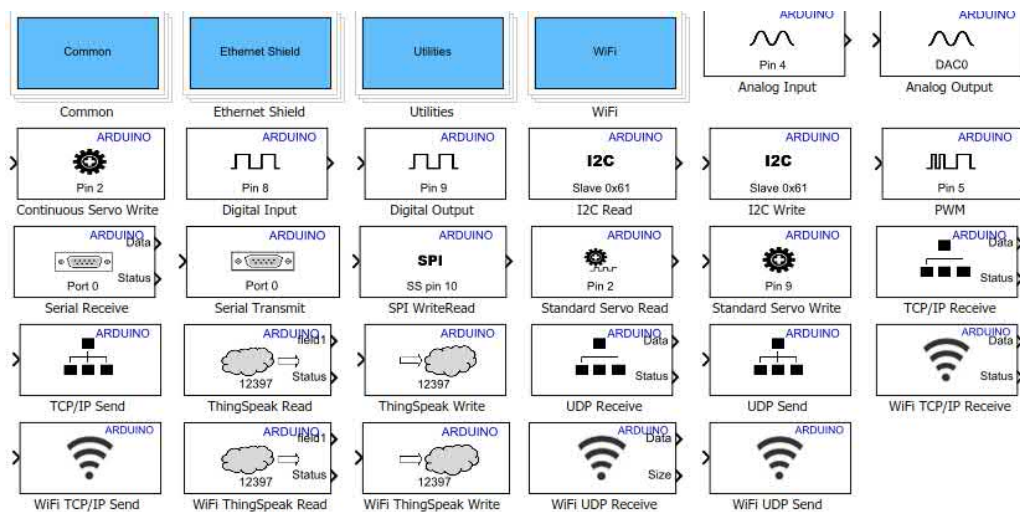 Common
Ethernet Shield
Utilities
WiFi
ARDUINO
Pin 4
ARDUINO
DAC0
Common
Ethernet Shield
Utilities
WiFi
Analog Input
Analog Output
ARDUINO
Pin 2
ARDUINO
Pin 8
ARDUINO
Pin 9
ARDUINO
I2C
Slave 0x61
ARDUINO
I2C
Slave 0x61
ARDUINO
Pin 5
Continuous Servo Write
Digital Input
Digital Output
I2C Read
I2C Write
PWM
ARDUINO
Data
Port 0
Status
ARDUINO
Port 0
ARDUINO
SPI
SS pin 10
ARDUINO
Pin 2
ARDUINO
Pin 9
ARDUINO
Data
Status
Serial Receive
Serial Transmit
SPI WriteRead
Standard Servo Read
Standard Servo Write
TCP/IP Receive
ARDUINO
ARDUINO
field1
Status
12397
ARDUINO
12397
ARDUINO
Data
Status
ARDUINO
ARDUINO
Data
Status
TCP/IP Send
ThingSpeak Read
ThingSpeak Write
UDP Receive
UDP Send
WiFi TCP/IP Receive
ARDUINO
ARDUINO
field1
Status
12397
ARDUINO
12397
ARDUINO
Data
Size
ARDUINO
WiFi TCP/IP Send
WiFi ThingSpeak Read
WiFi ThingSpeak Write
WiFi UDP Receive
WiFi UDP Send